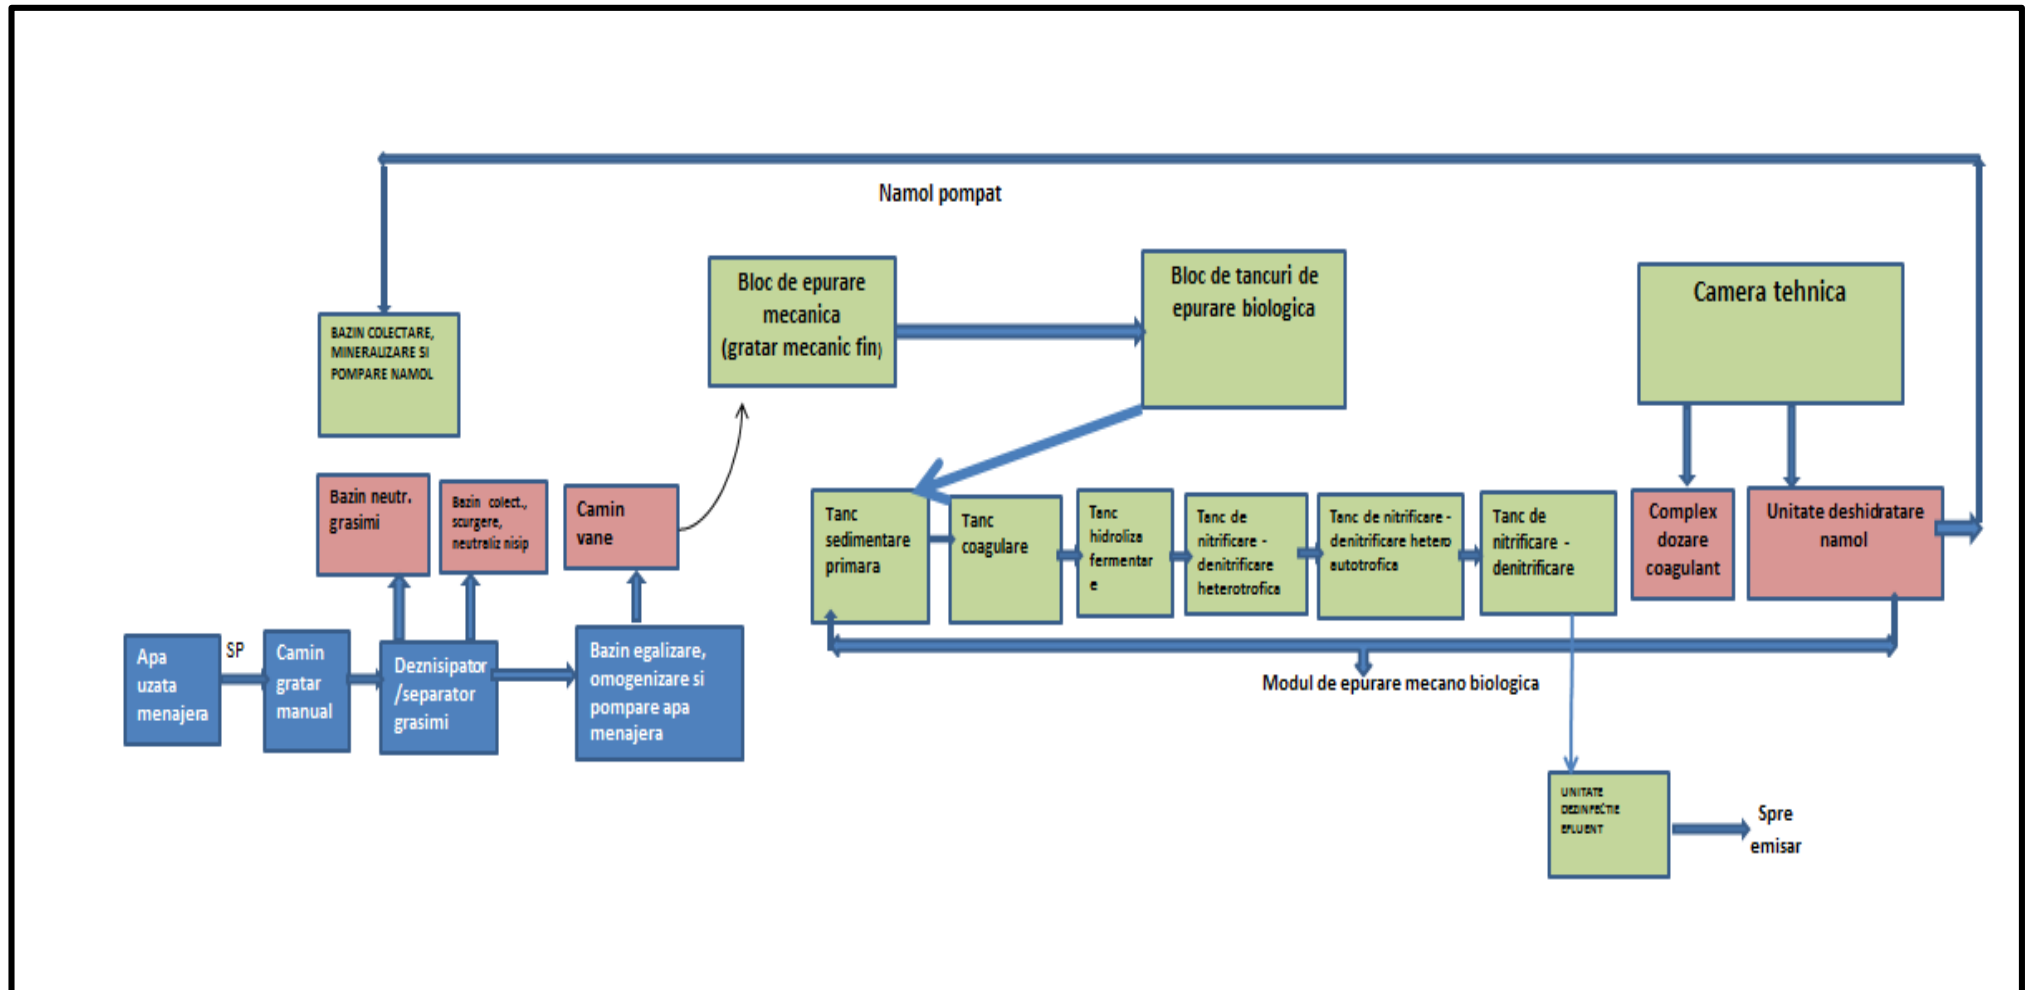 Namol pompat
Bloc de epurare
mecanica
(gratar mecanic fin)
Bloc de tancuri de
epurare biologica
Camera tehnica
BAZIN COLECTARE,
MINERALIZARE SI
POMPARE NAMOL
Bazin neutr.
grasimi
Bazin colect.,
scurgere,
neutraliz nisip
Camin
vane
Tanc
sedimentare
primara
Tanc
coagulare
Tanc
hidroliza
fermentar
e
Tanc de
nitrificare -
denitrificare
heterotrofica
Tanc de nitrificare -
denitrificare hetero
autotrofica
Tanc de
nitrificare -
denitrificare
Complex
dozare
coagulant
Unitate deshidratare
namol
Apa
uzata
menajera
SP
Camin
gratar
manual
Deznisipator
/separator
grasimi
Bazin egalizare,
omogenizare si
pompare apa
menajera
Modul de epurare mecano biologica
UNITATE
DEZINFECTIE
EFLUENT
Spre
emisar